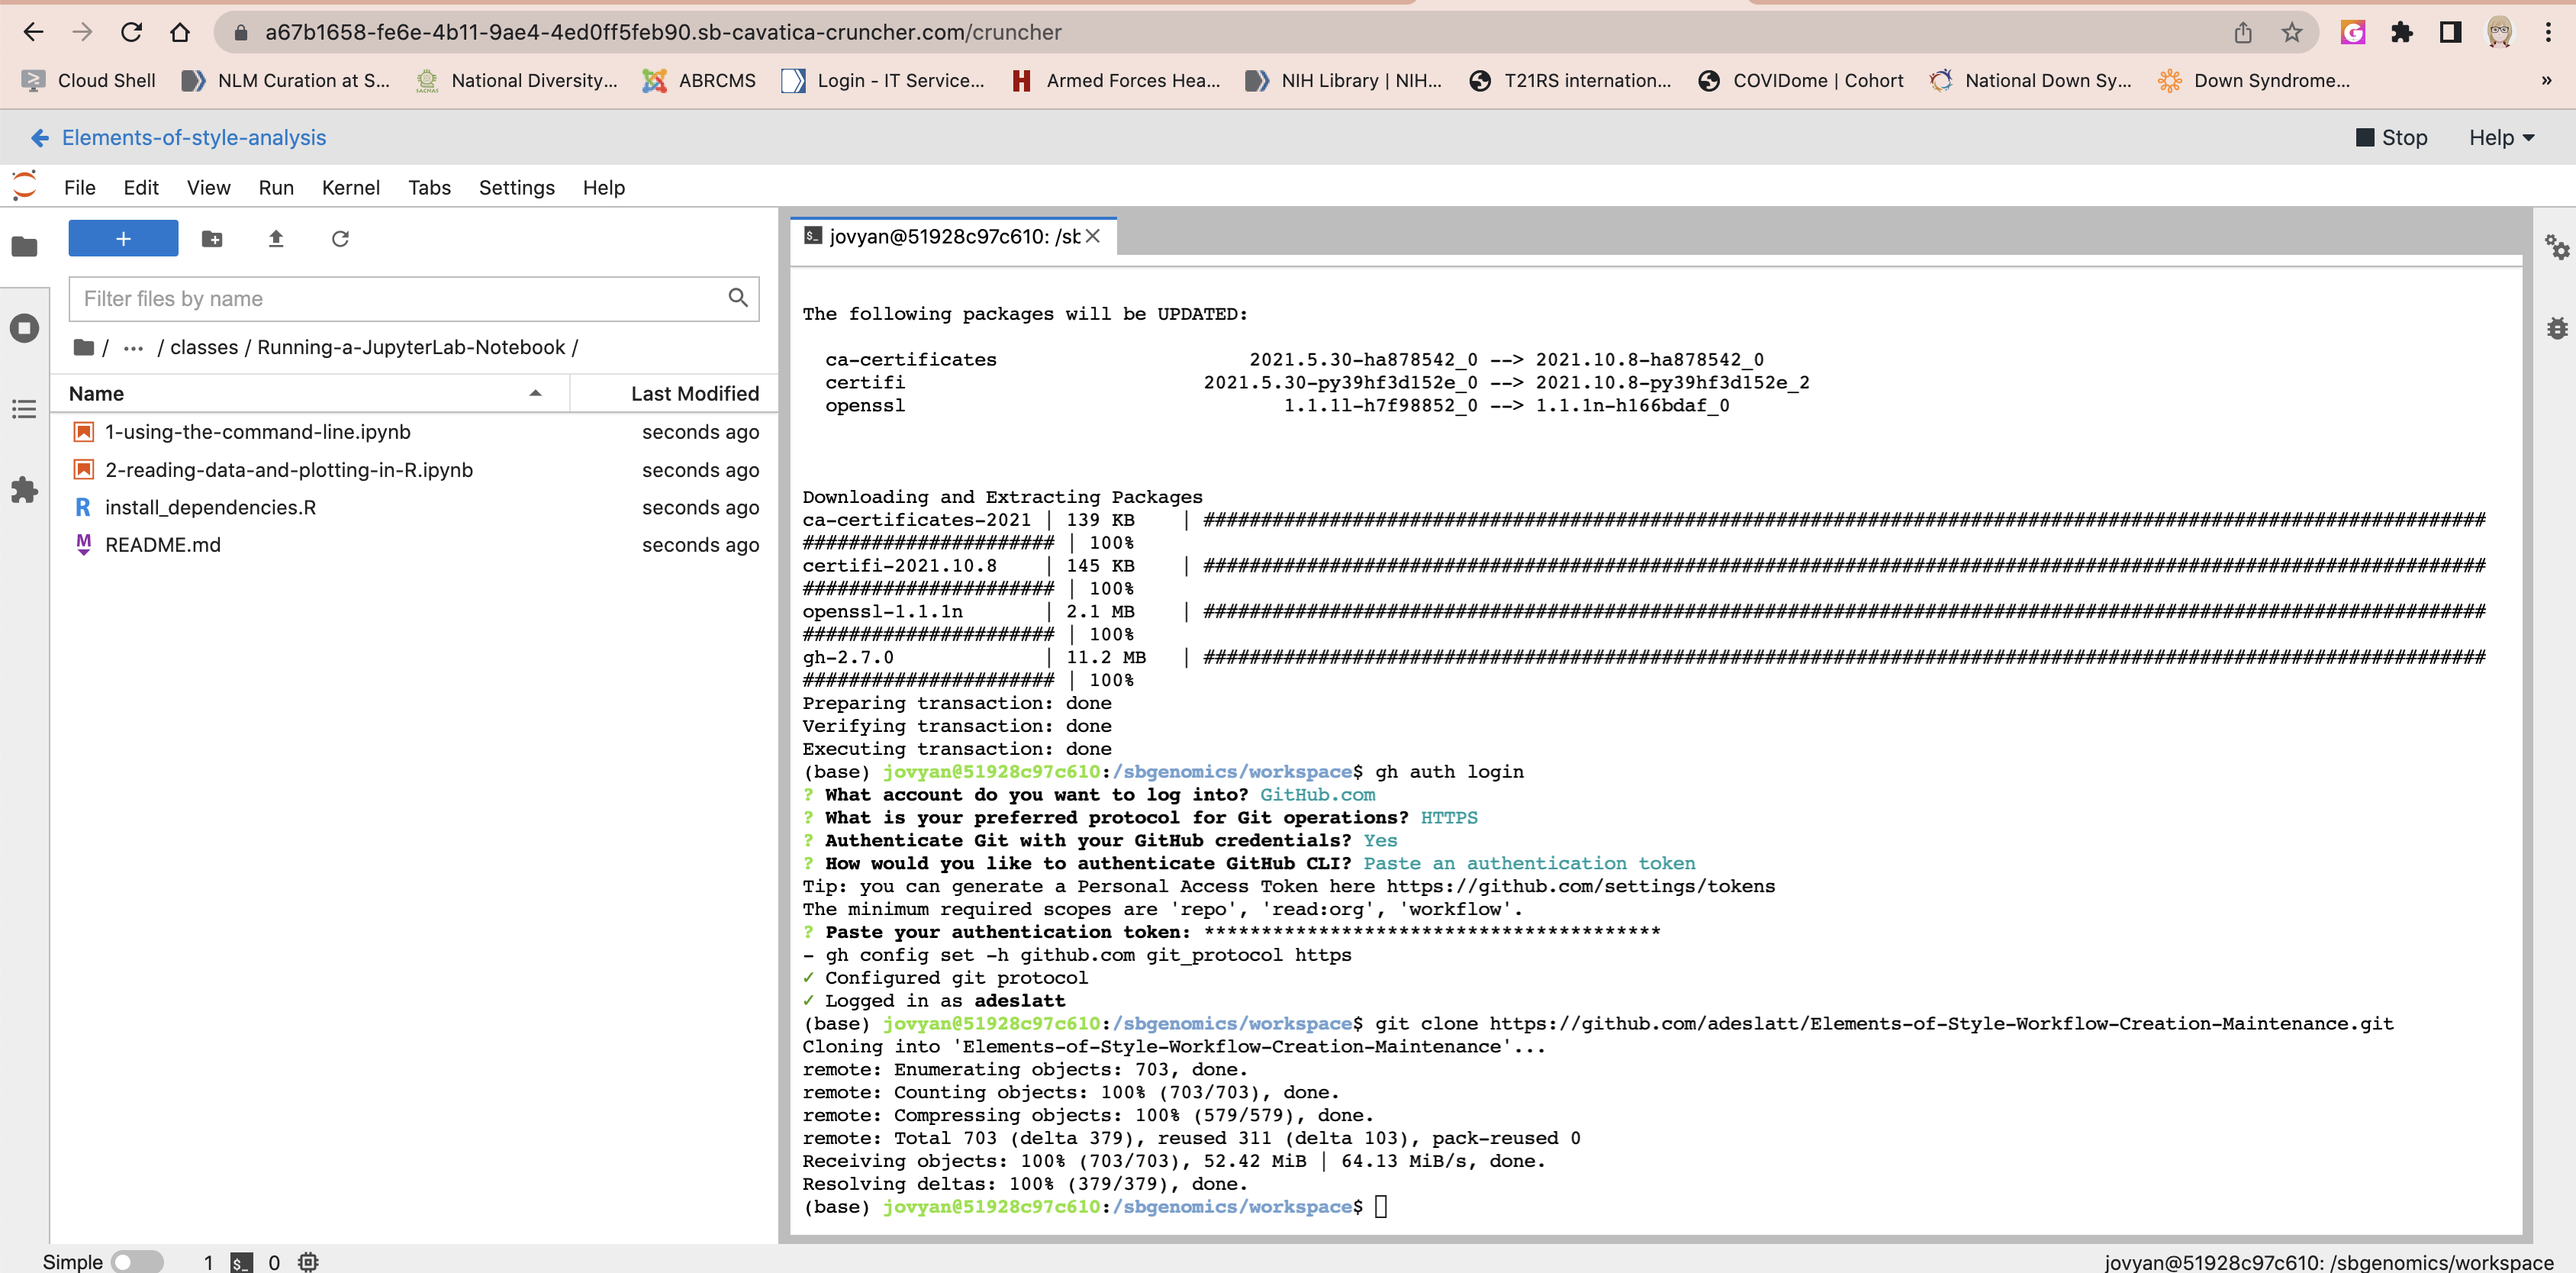 a67b1658-fe6e-4b11-9ae4-4ed0ff5feb90.sb-cavatica-cruncher.com/cruncher
Cloud Shell NLM Curation at S... National Diversity... ABRCMS Login - IT Service... Armed Forces Hea... NIH Library | NIH... T21RS internation... COVIDome | Cohort National Down Sy... Down Syndrome... »
Elements-of-style-analysis Stop Help
File Edit View Run Kernel Tabs Settings Help
+
Filter files by name
/ ... / classes / Running-a-JupyterLab-Notebook /
Name Last Modified
1-using-the-command-line.ipynb seconds ago
2-reading-data-and-plotting-in-R.ipynb seconds ago
R install_dependencies.R seconds ago
M README.md seconds ago
jovyan@51928c97c610: /sb
The following packages will be UPDATED:
ca-certificates 2021.5.30-ha878542_0 --> 2021.10.8-ha878542_0
certifi 2021.5.30-py39hf3d152e_0 --> 2021.10.8-py39hf3d152e_2
openssl 1.1.1l-h7f98852_0 --> 1.1.1n-h166bdaf_0
Downloading and Extracting Packages
ca-certificates-2021 | 139 KB | ################################################################################################################
###################### | 100%
certifi-2021.10.8 | 145 KB | ################################################################################################################
###################### | 100%
openssl-1.1.1n | 2.1 MB | ################################################################################################################
###################### | 100%
gh-2.7.0 | 11.2 MB | ################################################################################################################
###################### | 100%
Preparing transaction: done
Verifying transaction: done
Executing transaction: done
(base) jovyan@51928c97c610:/sbgenomics/workspace$ gh auth login
? What account do you want to log into? GitHub.com
? What is your preferred protocol for Git operations? HTTPS
? Authenticate Git with your GitHub credentials? Yes
? How would you like to authenticate GitHub CLI? Paste an authentication token
Tip: you can generate a Personal Access Token here https://github.com/settings/tokens
The minimum required scopes are 'repo', 'read:org', 'workflow'.
? Paste your authentication token: ****************************************
- gh config set -h github.com git_protocol https
✓ Configured git protocol
✓ Logged in as adeslatt
(base) jovyan@51928c97c610:/sbgenomics/workspace$ git clone https://github.com/adeslatt/Elements-of-Style-Workflow-Creation-Maintenance.git
Cloning into 'Elements-of-Style-Workflow-Creation-Maintenance'...
remote: Enumerating objects: 703, done.
remote: Counting objects: 100% (703/703), done.
remote: Compressing objects: 100% (579/579), done.
remote: Total 703 (delta 379), reused 311 (delta 103), pack-reused 0
Receiving objects: 100% (703/703), 52.42 MiB | 64.13 MiB/s, done.
Resolving deltas: 100% (379/379), done.
(base) jovyan@51928c97c610:/sbgenomics/workspace$
Simple 1 $_ 0 jovyan@51928c97c610: /sbgenomics/workspace